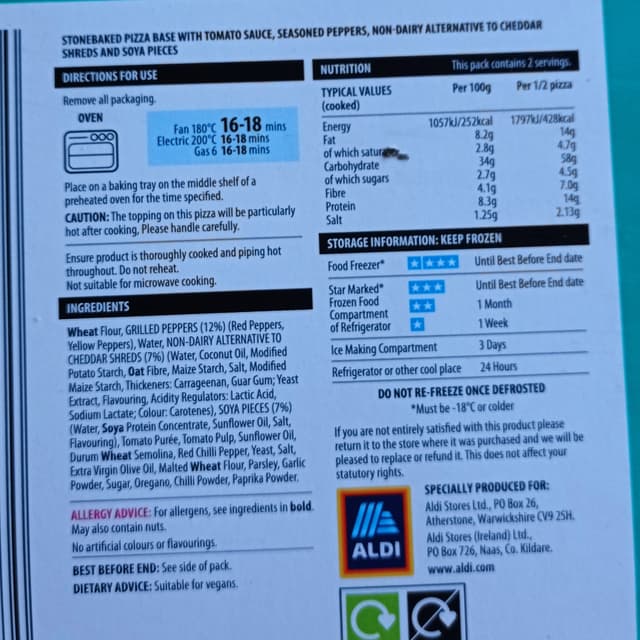 STONEBAKED PIZZA BASE WITH TOMATO SAUCE, SEASONED PEPPERS, NON-DAIRY ALTERNATIVE TO CHEDDAR
SHREDS AND SOYA PIECES
DIRECTIONS FOR USE
Remove all packaging.
OVEN
Fan 180°C 16-18 mins
Electric 200°C 16-18 mins
Gas 6 16-18 mins
Place on a baking tray on the middle shelf of a
preheated oven for the time specified.
CAUTION: The topping on this pizza will be particularly
hot after cooking, Please handle carefully.
Ensure product is thoroughly cooked and piping hot
throughout. Do not reheat.
Not suitable for microwave cooking.
INGREDIENTS
Wheat Flour, GRILLED PEPPERS (12%) (Red Peppers,
Yellow Peppers), Water, NON-DAIRY ALTERNATIVE TO
CHEDDAR SHREDS (7%) (Water, Coconut Oil, Modified
Potato Starch, Oat Fibre, Maize Starch, Salt, Modified
Maize Starch, Thickeners: Carrageenan, Guar Gum; Yeast
Extract, Flavouring, Acidity Regulators: Lactic Acid,
Sodium Lactate; Colour: Carotenes), SOYA PIECES (7%)
(Water, Soya Protein Concentrate, Sunflower Oil, Salt,
Flavouring), Tomato Purée, Tomato Pulp, Sunflower Oil,
Durum Wheat Semolina, Red Chilli Pepper, Yeast, Salt,
Extra Virgin Olive Oil, Malted Wheat Flour, Parsley, Garlic
Powder, Sugar, Oregano, Chilli Powder, Paprika Powder.
ALLERGY ADVICE: For allergens, see ingredients in bold.
May also contain nuts.
No artificial colours or flavourings.
BEST BEFORE END: See side of pack.
DIETARY ADVICE: Suitable for vegans.
NUTRITION This pack contains 2 servings.
TYPICAL VALUES Per 100g Per 1/2 pizza
(cooked)
Energy 1057kJ/252kcal 1797kJ/428kcal
Fat 8.2g 14g
of which 2.8g 4.7g
Carbohydrate 34g 58g
of which sugars 2.7g 4.5g
Fibre 4.1g 7.0g
Protein 8.3g 14g
Salt 1.25g 2.13g
STORAGE INFORMATION: KEEP FROZEN
Food Freezer* Until Best Before End date
Star Marked* Until Best Before End date
Frozen Food 1 Month
Compartment
of Refrigerator 1 Week
Ice Making Compartment 3 Days
Refrigerator or other cool place 24 Hours
DO NOT RE-FREEZE ONCE DEFROSTED
*Must be -18°C or colder
If you are not entirely satisfied with this product please
return it to the store where it was purchased and we will be
pleased to replace or refund it. This does not affect your
statutory rights.
ALDI
SPECIALLY PRODUCED FOR:
Aldi Stores Ltd., PO Box 26,
Atherstone, Warwickshire CV9 2SH.
Aldi Stores (Ireland) Ltd.,
PO Box 726, Naas, Co. Kildare.
www.aldi.com